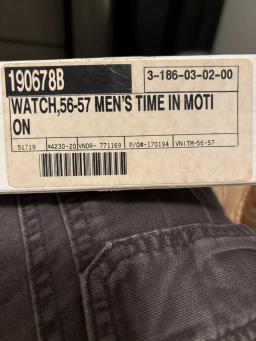 190678B 3-186-03-02-00
WATCH,56-57 MEN'S TIME IN MOTI
ON
51719 #4230-20 VNDR- 771169 P/O#-170194 VNITM-56-57